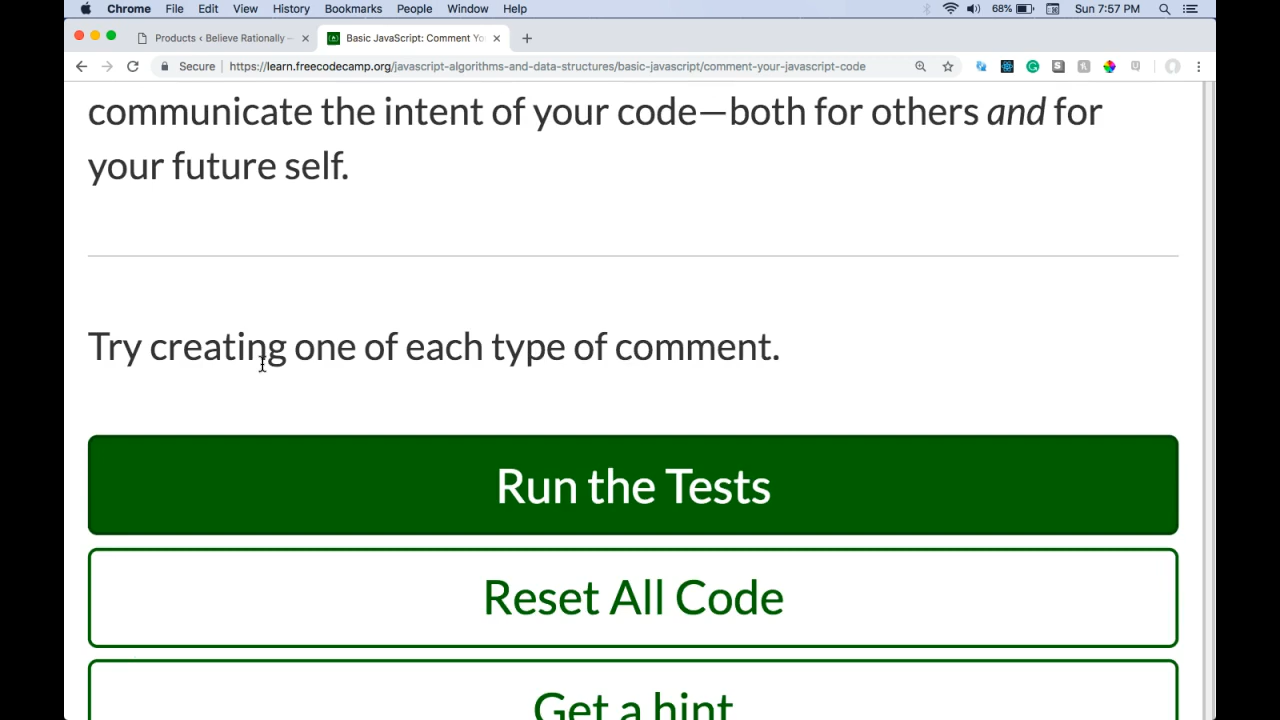 Chrome File Edit View History Bookmarks People Window Help 68% Sun 7:57 PM
Products ‹ Believe Rationally — Basic JavaScript: Comment Yo
Secure https://learn.freecodecamp.org/javascript-algorithms-and-data-structures/basic-javascript/comment-your-javascript-code
communicate the intent of your code—both for others and for
your future self.
Try creating one of each type of comment.
Run the Tests
Reset All Code
Get a hint